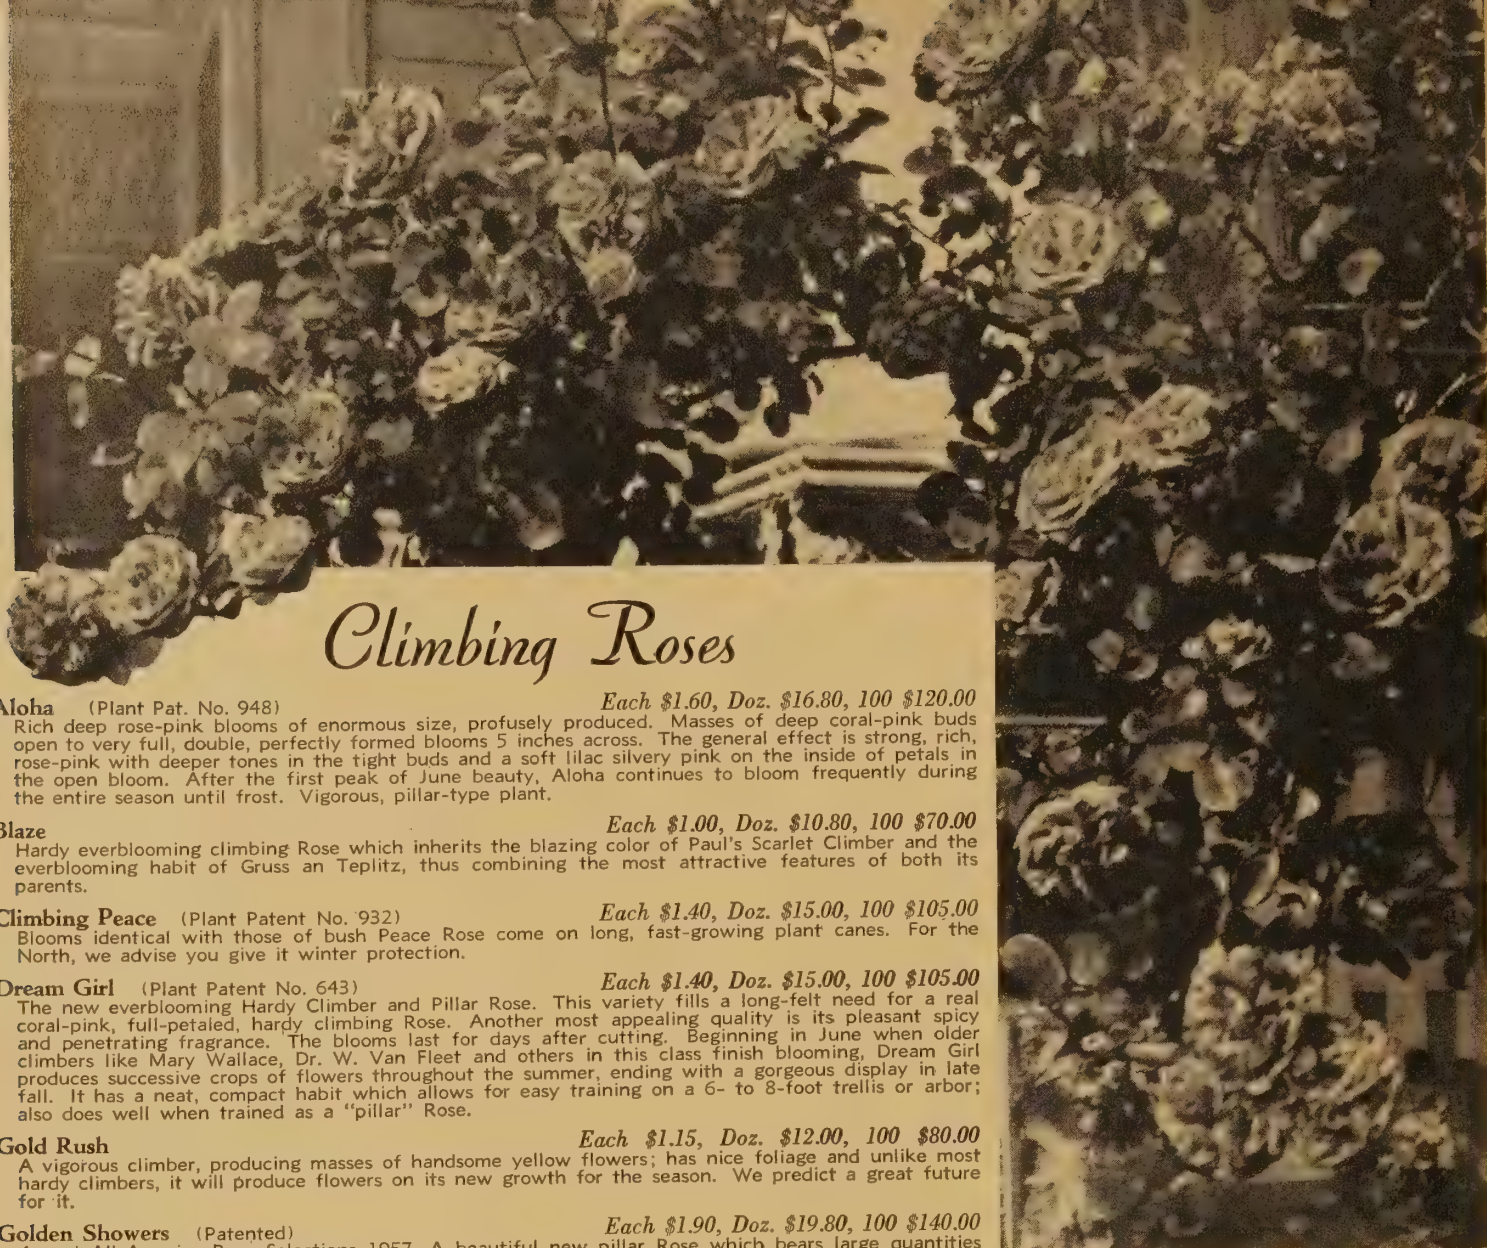 Climbing Roses
Aloha (Plant Pat. No. 948) Each $1.60, Doz. $16.80, 100 $120.00
Rich deep rose-pink blooms of enormous size, profusely produced. Masses of deep coral-pink buds
open to very full, double, perfectly formed blooms 5 inches across. The general effect is strong, rich,
rose-pink with deeper tones in the tight buds and a soft lilac silvery pink on the inside of petals in
the open bloom. After the first peak of June beauty, Aloha continues to bloom frequently during
the entire season until frost. Vigorous, pillar-type plant.
Blaze Each $1.00, Doz. $10.80, 100 $70.00
Hardy everblooming climbing Rose which inherits the blazing color of Paul's Scarlet Climber and the
everblooming habit of Gruss an Teplitz, thus combining the most attractive features of both its
parents.
Climbing Peace (Plant Patent No. 932) Each $1.40, Doz. $15.00, 100 $105.00
Blooms identical with those of bush Peace Rose come on long, fast-growing plant canes. For the
North, we advise you give it winter protection.
Dream Girl (Plant Patent No. 643) Each $1.40, Doz. $15.00, 100 $105.00
The new everblooming Hardy Climber and Pillar Rose. This variety fills a long-felt need for a real
coral-pink, full-petaled, hardy climbing Rose. Another most appealing quality is its pleasant spicy
and penetrating fragrance. The blooms last for days after cutting. Beginning in June when older
climbers like Mary Wallace, Dr. W. Van Fleet and others in this class finish blooming, Dream Girl
produces successive crops of flowers throughout the summer, ending with a gorgeous display in late
fall. It has a neat, compact habit which allows for easy training on a 6- to 8-foot trellis or arbor;
also does well when trained as a "pillar" Rose.
Gold Rush Each $1.15, Doz. $12.00, 100 $80.00
A vigorous climber, producing masses of handsome yellow flowers; has nice foliage and unlike most
hardy climbers, it will produce flowers on its new growth for the season. We predict a great future
for it.
Golden Showers (Patented) Each $1.90, Doz. $19.80, 100 $140.00
1957. A beautiful new pillar Rose which bears large quantities